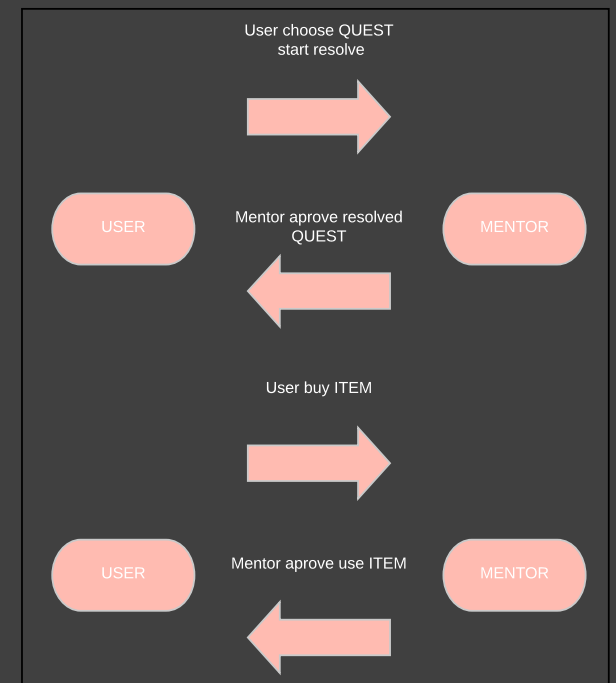 User choose QUEST
start resolve
USER
Mentor aprove resolved
QUEST
MENTOR
User buy ITEM
USER
Mentor aprove use ITEM
MENTOR